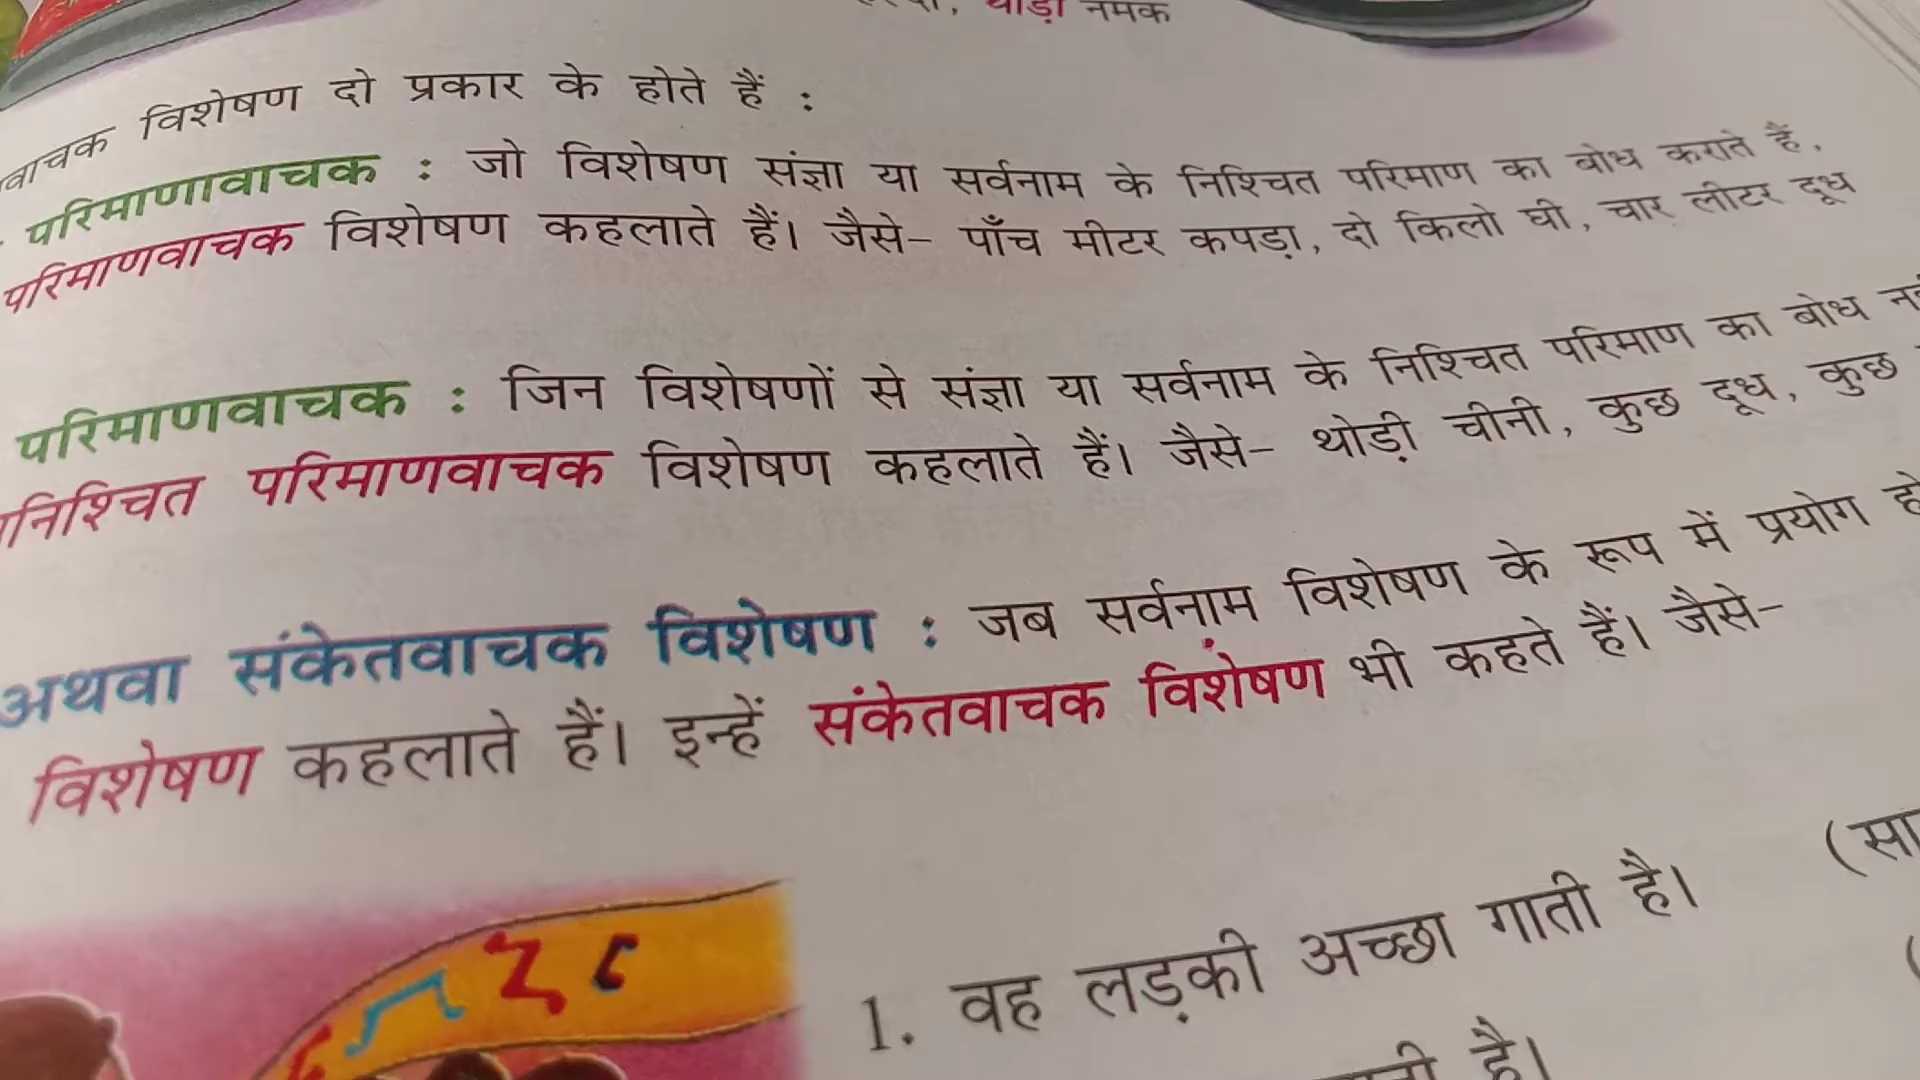 थोड़ी नमक
वाचक विशेषण दो प्रकार के होते हैं :
परिमाणावाचक : जो विशेषण संज्ञा या सर्वनाम के निश्चित परिमाण का बोध कराते हैं,
परिमाणवाचक विशेषण कहलाते हैं। जैसे– पाँच मीटर कपड़ा, दो किलो घी, चार लीटर दूध
परिमाणवाचक : जिन विशेषणों से संज्ञा या सर्वनाम के निश्चित परिमाण का बोध
निश्चित परिमाणवाचक विशेषण कहलाते हैं। जैसे– थोड़ी चीनी, कुछ दूध, कुछ
अथवा संकेतवाचक विशेषण : जब सर्वनाम विशेषण के रूप में प्रयोग
विशेषण कहलाते हैं। इन्हें संकेतवाचक विशेषण भी कहते हैं। जैसे–
(सा
1. वह लड़की अच्छा गाती है।
है।